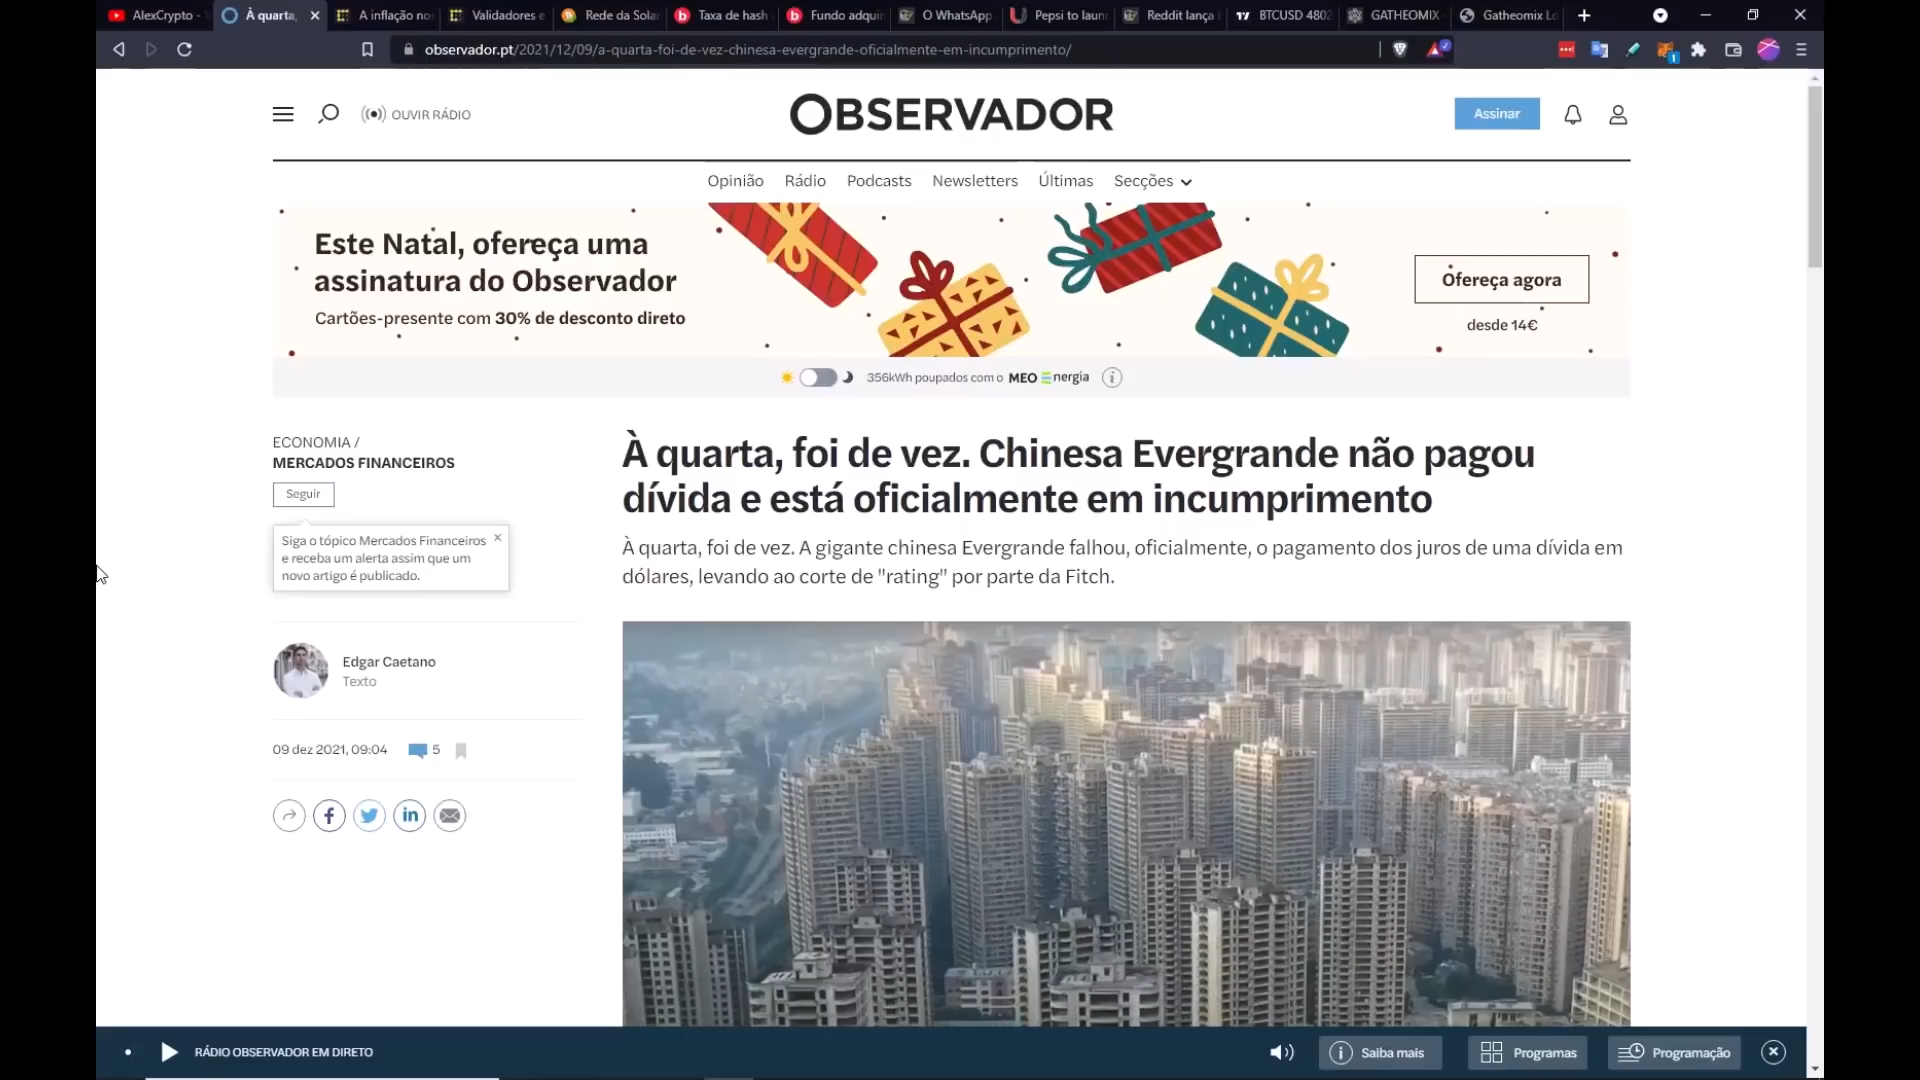 AlexCrypto -
À quarta,
A inflação no
Validadores e
Rede da Sola
Taxa de hash
Fundo adqui
O WhatsApp
Pepsi to laun
Reddit lança
BTCUSD 4802
GATHEOMIX
Gatheomix Lo
observador.pt/2021/12/09/a-quarta-foi-de-vez-chinesa-evergrande-oficialmente-em-incumprimento/
OUVIR RÁDIO
OBSERVADOR
Assinar
Opinião Rádio Podcasts Newsletters Últimas Secções
Este Natal, ofereça uma
assinatura do Observador
Cartões-presente com 30% de desconto direto
Ofereça agora
desde 14€
356kWh poupados com o MEO Energia
ECONOMIA /
MERCADOS FINANCEIROS
Seguir
Siga o tópico Mercados Financeiros
e receba um alerta assim que um
novo artigo é publicado.
À quarta, foi de vez. Chinesa Evergrande não pagou
dívida e está oficialmente em incumprimento
À quarta, foi de vez. A gigante chinesa Evergrande falhou, oficialmente, o pagamento dos juros de uma dívida em
dólares, levando ao corte de "rating" por parte da Fitch.
Edgar Caetano
Texto
09 dez 2021, 09:04 5
RÁDIO OBSERVADOR EM DIRETO
Saiba mais
Programas
Programação